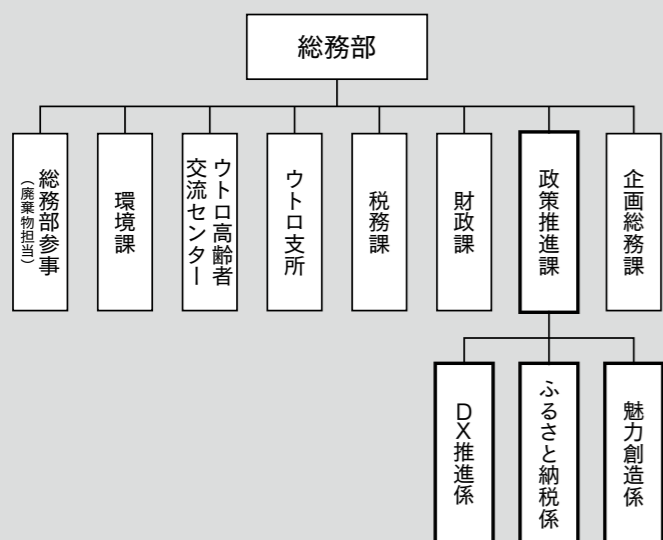 総務部
企画総務課
政策推進課
財政課
税務課
ウトロ支所
ウトロ高齢者
交流センター
環境課
総務部参事
(廃棄物担当)
魅力創造係
ふるさと納税係
DX推進係